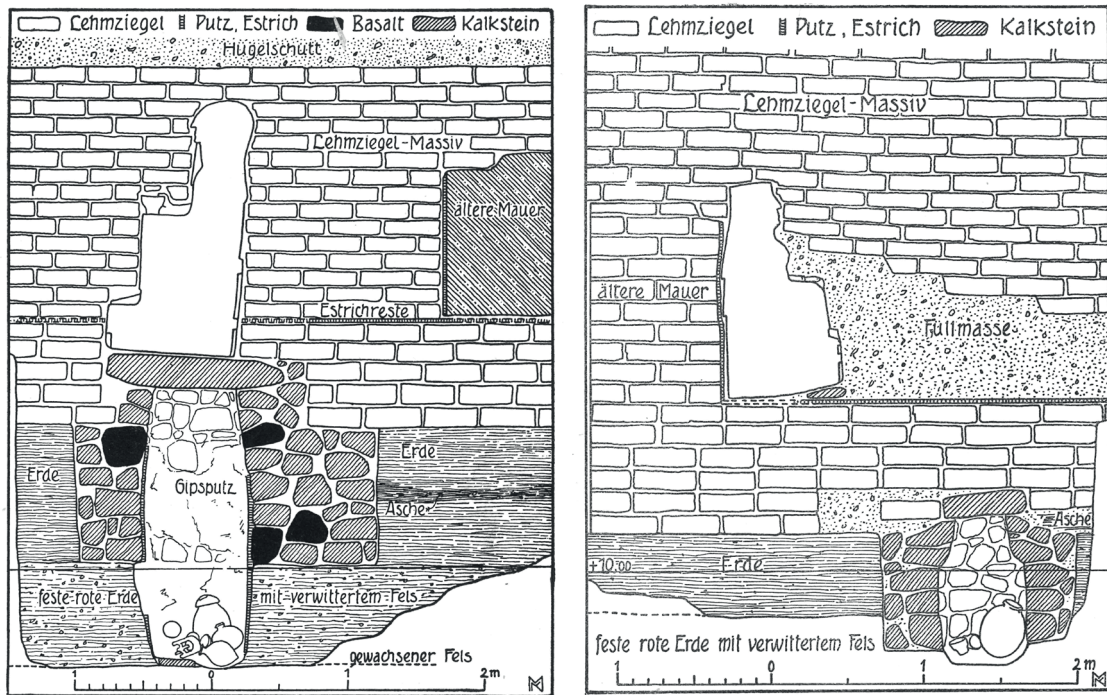 Lehmziegel Putz, Estrich Basalt Kalkstein
Hügelschutt
Lehmziegel-Massiv
ältere Mauer
Estrichreste
Erde
Erde
Gipsputz
Asche
feste rote Erde mit verwittertem Fels
gewachsener Fels
1 0 1 2m
Lehmziegel Putz, Estrich Kalkstein
Lehmziegel-Massiv
ältere Mauer
Füllmasse
Asche
+10.00
Erde
feste rote Erde mit verwittertem Fels
1 0 1 2m